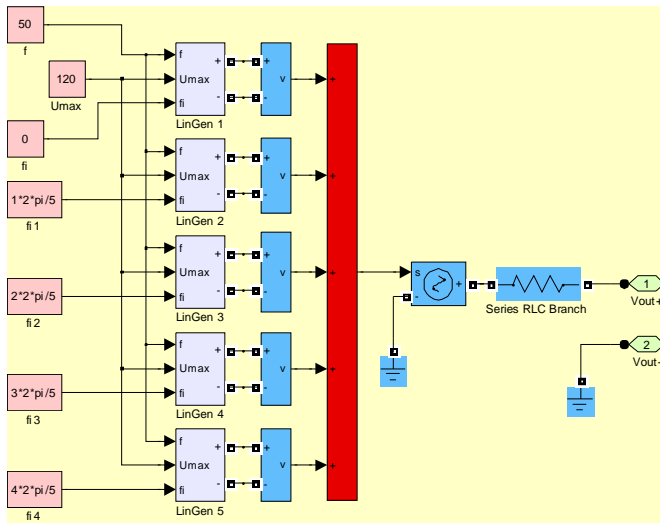 50
f
120
Umax
0
fi
1*2*pi/5
fi 1
2*2*pi/5
fi 2
3*2*pi/5
fi 3
4*2*pi/5
fi 4
f
Umax
fi
+
-
LinGen 1
+
-
v
f
Umax
fi
+
-
LinGen 2
+
-
v
f
Umax
fi
+
-
LinGen 3
+
-
v
f
Umax
fi
+
-
LinGen 4
+
-
v
f
Umax
fi
+
-
LinGen 5
+
-
v
+
+
+
+
+
s
-
+
Series RLC Branch
1
Vout+
2
Vout-